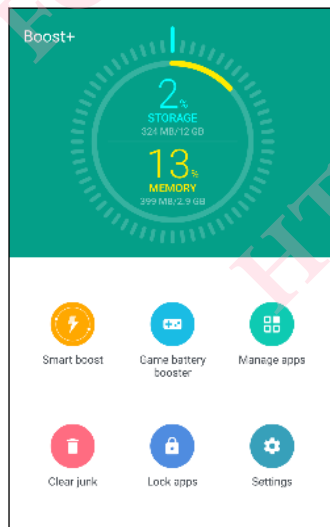 Boost+
2%
STORAGE
324 MB/12 GB
13%
MEMORY
399 MB/2.9 GB
Smart boost
Game battery
booster
Manage apps
Clear junk
Lock apps
Settings